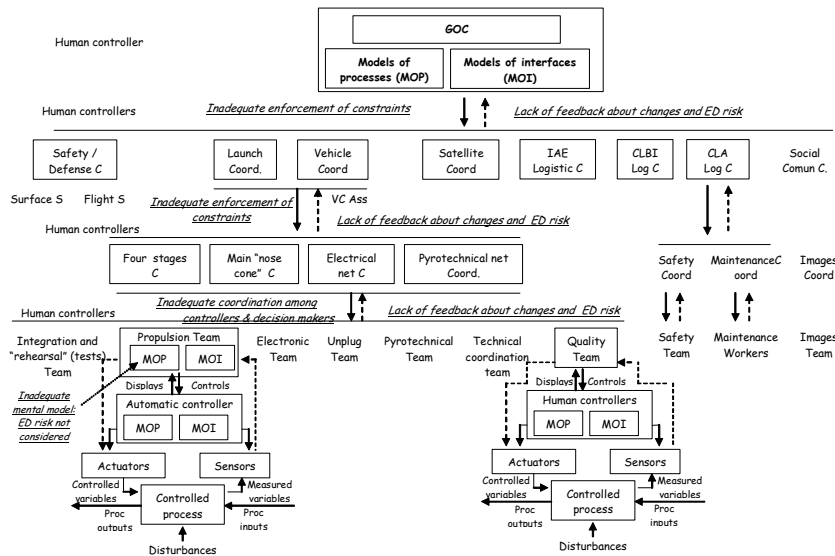 GOC
Human controller
Models of
processes (MOP)
Models of interfaces
(MOI)
Human controllers
Inadequate enforcement of constraints
Lack of feedback about changes and ED risk
Safety /
Defense C
Launch
Coord.
Vehicle
Coord
Satellite
Coord
IAE
Logistic C
CLBI
Log C
CLA
Log C
Social
Comun C.
Surface S
Flight S
Inadequate enforcement of
constraints
VC Ass
Lack of feedback about changes and ED risk
Human controllers
Four stages
C
Main "nose
cone" C
Electrical
net C
Pyrotechnical net
Coord.
Safety
Coord
MaintenanceC
oord
Images
Coord
Inadequate coordination among
controllers & decision makers
Lack of feedback about changes and ED risk
Human controllers
Integration and
"rehearsal" (tests)
Team
Propulsion Team
MOP
MOI
Electronic
Team
Unplug
Team
Pyrotechnical
Team
Technical
coordination
team
Quality
Team
Safety
Team
Maintenance
Workers
Images
Team
Displays
Controls
Displays
Controls
Inadequate
mental model:
ED risk not
considered
Automatic controller
MOP
MOI
Human controllers
MOP
MOI
Actuators
Sensors
Actuators
Sensors
Controlled
variables
Measured
variables
Controlled
process
Proc
outputs
Proc
inputs
Disturbances
Controlled
variables
Measured
variables
Controlled
process
Proc
outputs
Proc
inputs
Disturbances